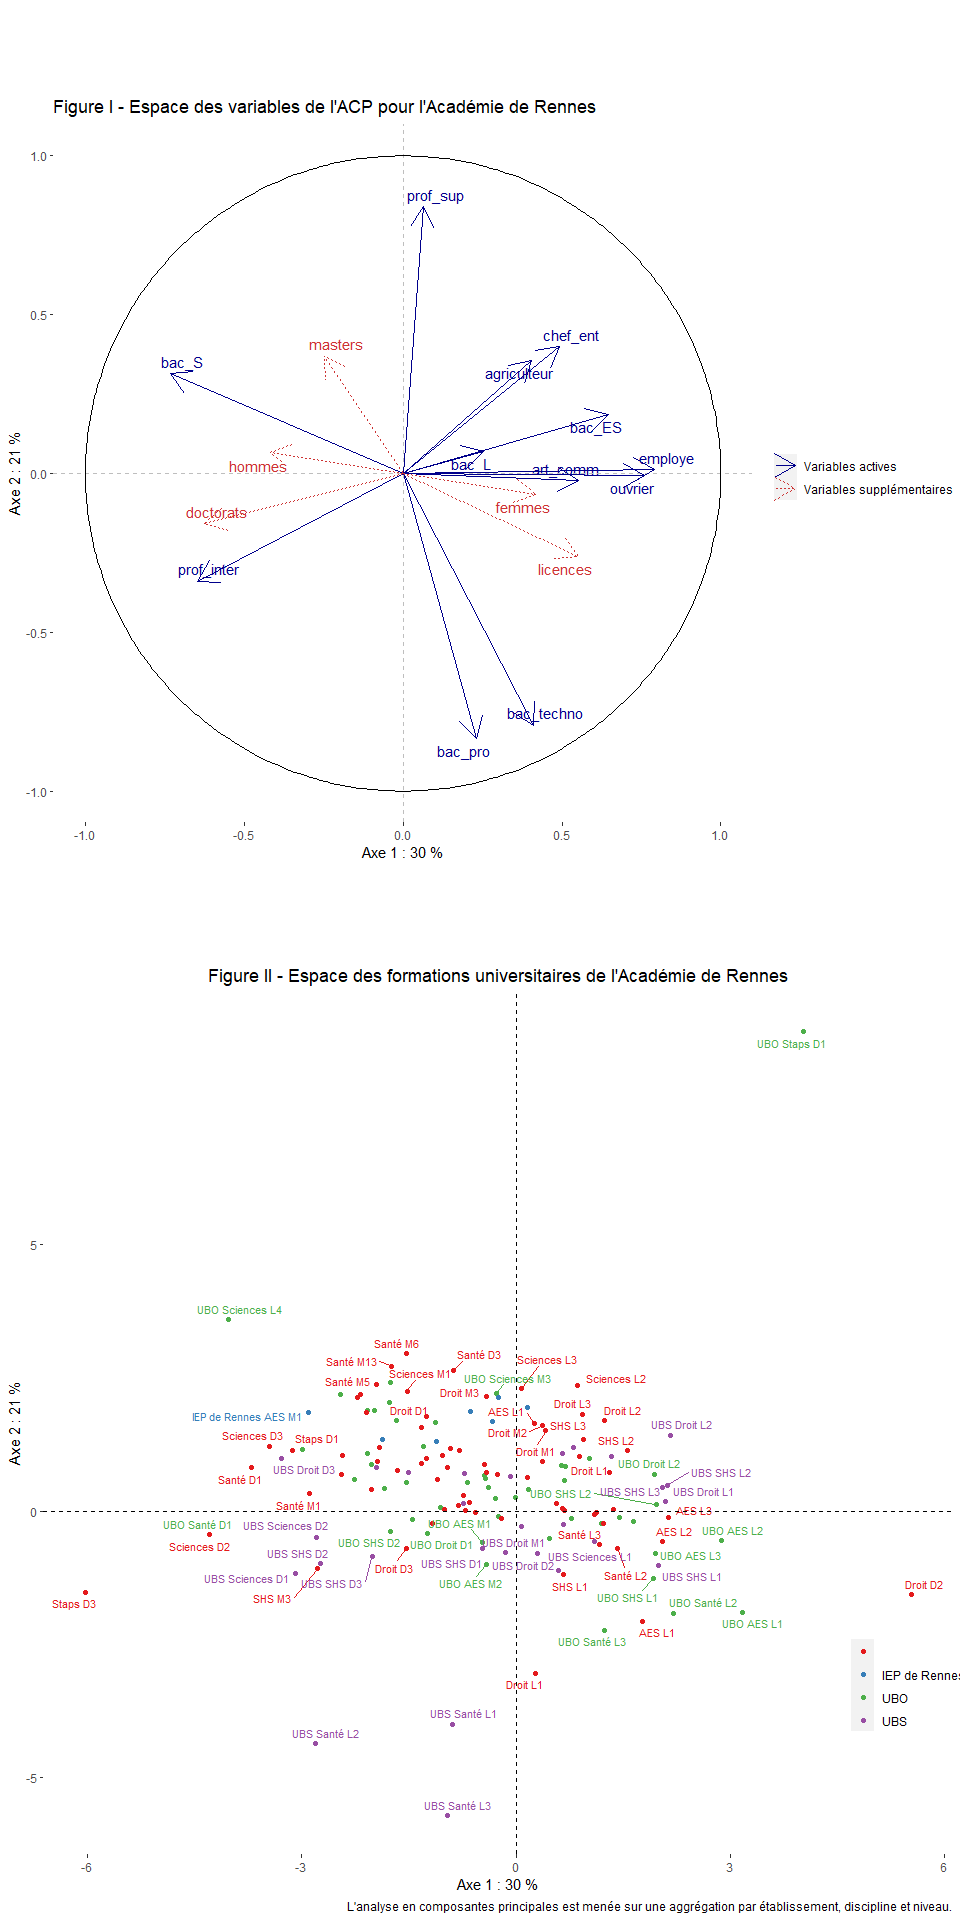 Figure I - Espace des variables de l'ACP pour l'Académie de Rennes
1.0
prof_sup
0.5
chef_ent
masters
bac_S
agriculteur
bac_ES
Axe 2 : 21 %
employe
bac_L
hommes
art_comm
0.0
Variables actives
ouvrier
Variables supplémentaires
femmes
doctorats
prof_inter
licences
-0.5
bac_techno
bac_pro
-1.0
-1.0 -0.5 0.0 0.5 1.0
Axe 1 : 30 %
Figure II - Espace des formations universitaires de l'Académie de Rennes
UBO Staps D1
5
UBO Sciences L4
Santé M6
Santé D3
Santé M13
Sciences L3
Sciences M1
UBO Sciences M3
Sciences L2
Santé M5
Droit M3
Droit L3
AES L1
Droit D1
Droit L2
IEP de Rennes AES M1
SHS L3
UBS Droit L2
Droit M2
Sciences D3
Staps D1
SHS L2
Droit M1
UBO Droit L2
UBS Droit D3
Droit L1
UBS SHS L2
Santé D1
UBS SHS L3
UBS Droit L1
UBO SHS L2
Axe 2 : 21 %
Santé M1
AES L3
0
UBO Santé D1
UBS Sciences D2
UBO AES M1
Santé L3
AES L2
UBO AES L2
UBO SHS D2
UBO Droit D1
UBS Droit M1
Sciences D2
UBS SHS D2
UBS Sciences L1
UBO AES L3
UBS SHS D1
UBS Droit D2
Droit D3
Santé L2
UBS SHS L1
UBS Sciences D1
UBS SHS D3
UBO AES M2
SHS L1
Droit D2
SHS M3
UBO SHS L1
Staps D3
UBO Santé L2
UBO AES L1
AES L1
UBO Santé L3
IEP de Rennes
Droit L1
UBO
UBS Santé L1
UBS
UBS Santé L2
-5
UBS Santé L3
-6 -3 0 3 6
Axe 1 : 30 %
L'analyse en composantes principales est menée sur une aggrégation par établissement, discipline et niveau.